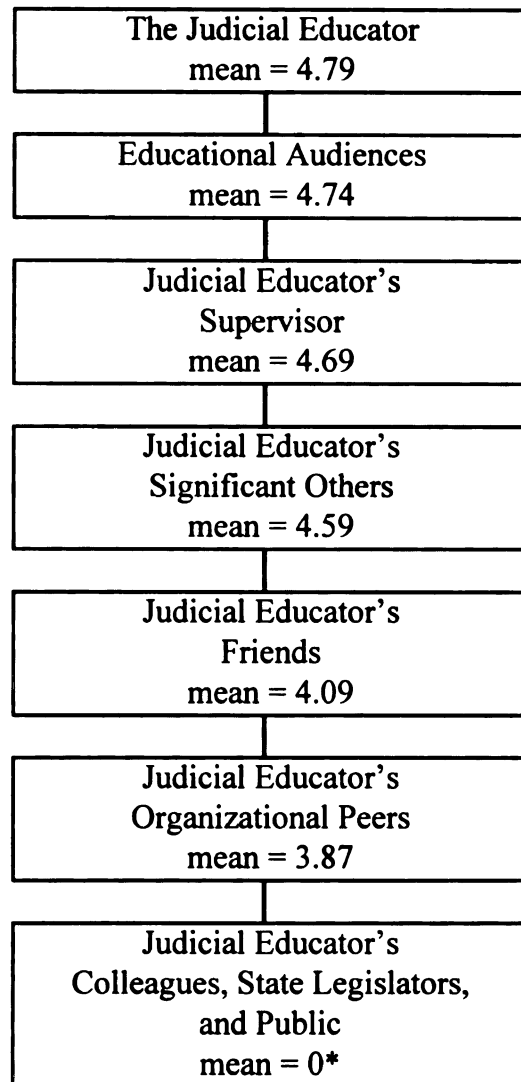 The Judicial Educator
mean = 4.79
Educational Audiences
mean = 4.74
Judicial Educator's
Supervisor
mean = 4.69
Judicial Educator's
Significant Others
mean = 4.59
Judicial Educator's
Friends
mean = 4.09
Judicial Educator's
Organizational Peers
mean = 3.87
Judicial Educator's
Colleagues, State Legislators,
and Public
mean = 0*